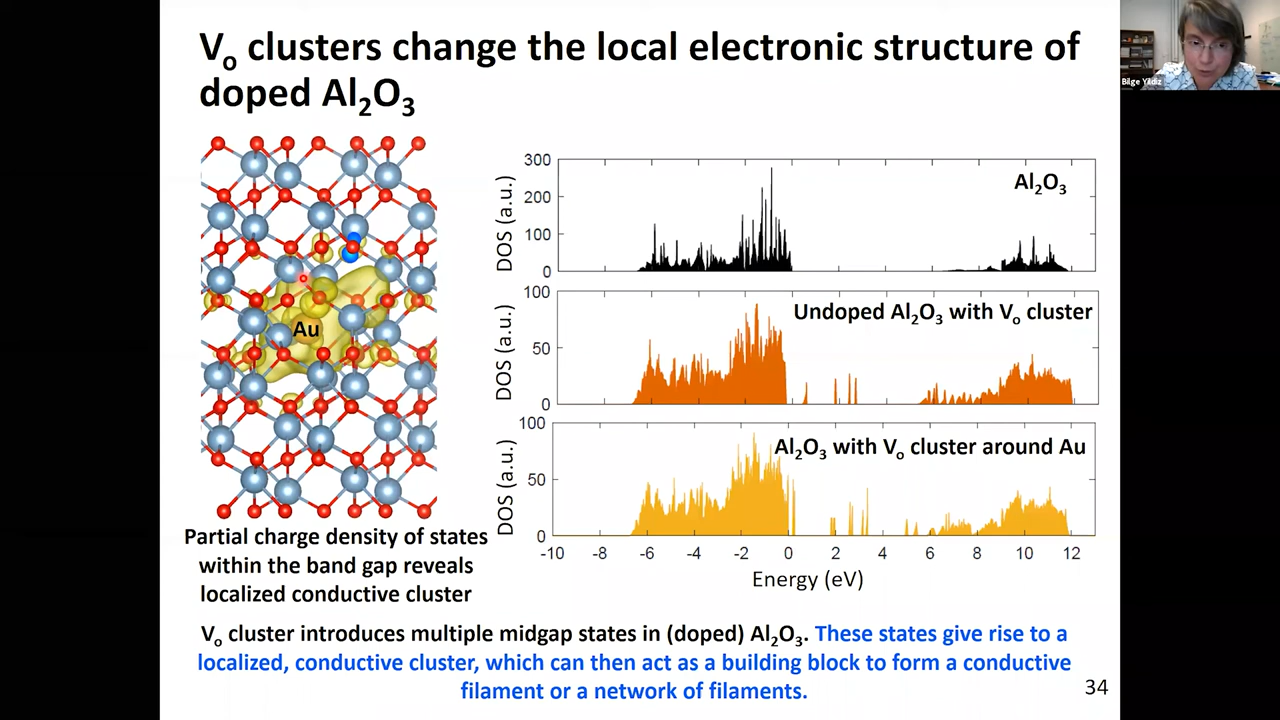 Vₒ clusters change the local electronic structure of
doped Al₂O₃
Bilge Yildiz
Au
Partial charge density of states
within the band gap reveals
localized conductive cluster
300
200
100
0
DOS (a.u.)
Al₂O₃
100
50
0
DOS (a.u.)
Undoped Al₂O₃ with Vₒ cluster
100
50
0
DOS (a.u.)
Al₂O₃ with Vₒ cluster around Au
-10 -8 -6 -4 -2 0 2 4 6 8 10 12
Energy (eV)
Vₒ cluster introduces multiple midgap states in (doped) Al₂O₃. These states give rise to a
localized, conductive cluster, which can then act as a building block to form a conductive
filament or a network of filaments.
34